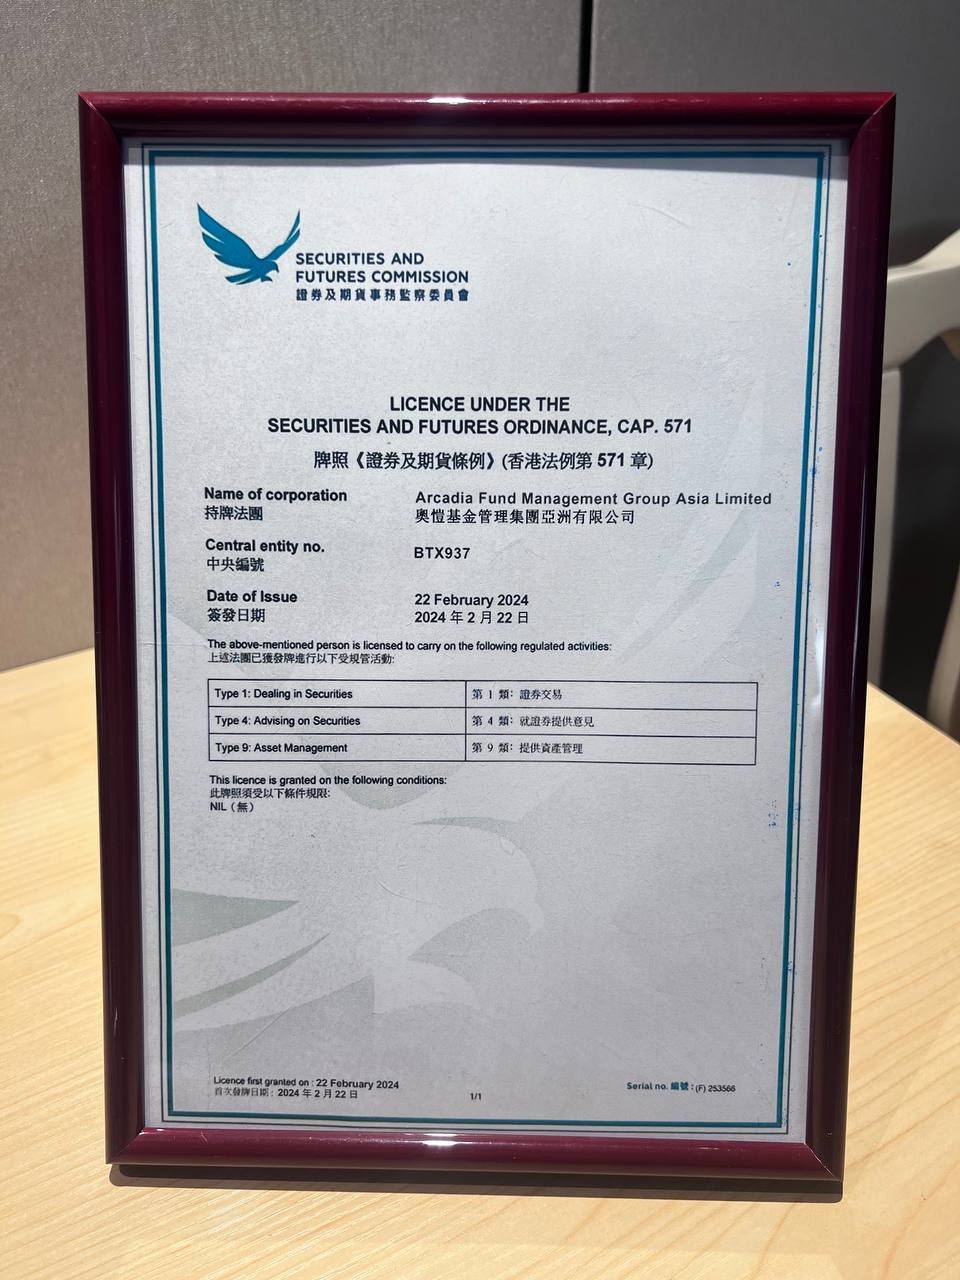 SECURITIES AND
FUTURES COMMISSION
證券及期貨事務監察委員會
LICENCE UNDER THE
SECURITIES AND FUTURES ORDINANCE, CAP. 571
牌照《證券及期貨條例》(香港法例第 571 章)
Name of corporation Arcadia Fund Management Group Asia Limited
持牌法團 奧愷基金管理集團亞洲有限公司
Central entity no. BTX937
中央編號
Date of Issue 22 February 2024
簽發日期 2024 年 2 月 22 日
The above-mentioned person is licensed to carry on the following regulated activities:
上述法團已獲發牌進行以下受規管活動:
Type 1: Dealing in Securities 第 1 類: 證券交易
Type 4: Advising on Securities 第 4 類: 就證券提供意見
Type 9: Asset Management 第 9 類: 提供資產管理
This licence is granted on the following conditions:
此牌照須受以下條件規限:
NIL (無)
Licence first granted on : 22 February 2024
首次發牌日期 : 2024 年 2 月 22 日
1/1
Serial no. 編號 : (F) 253566